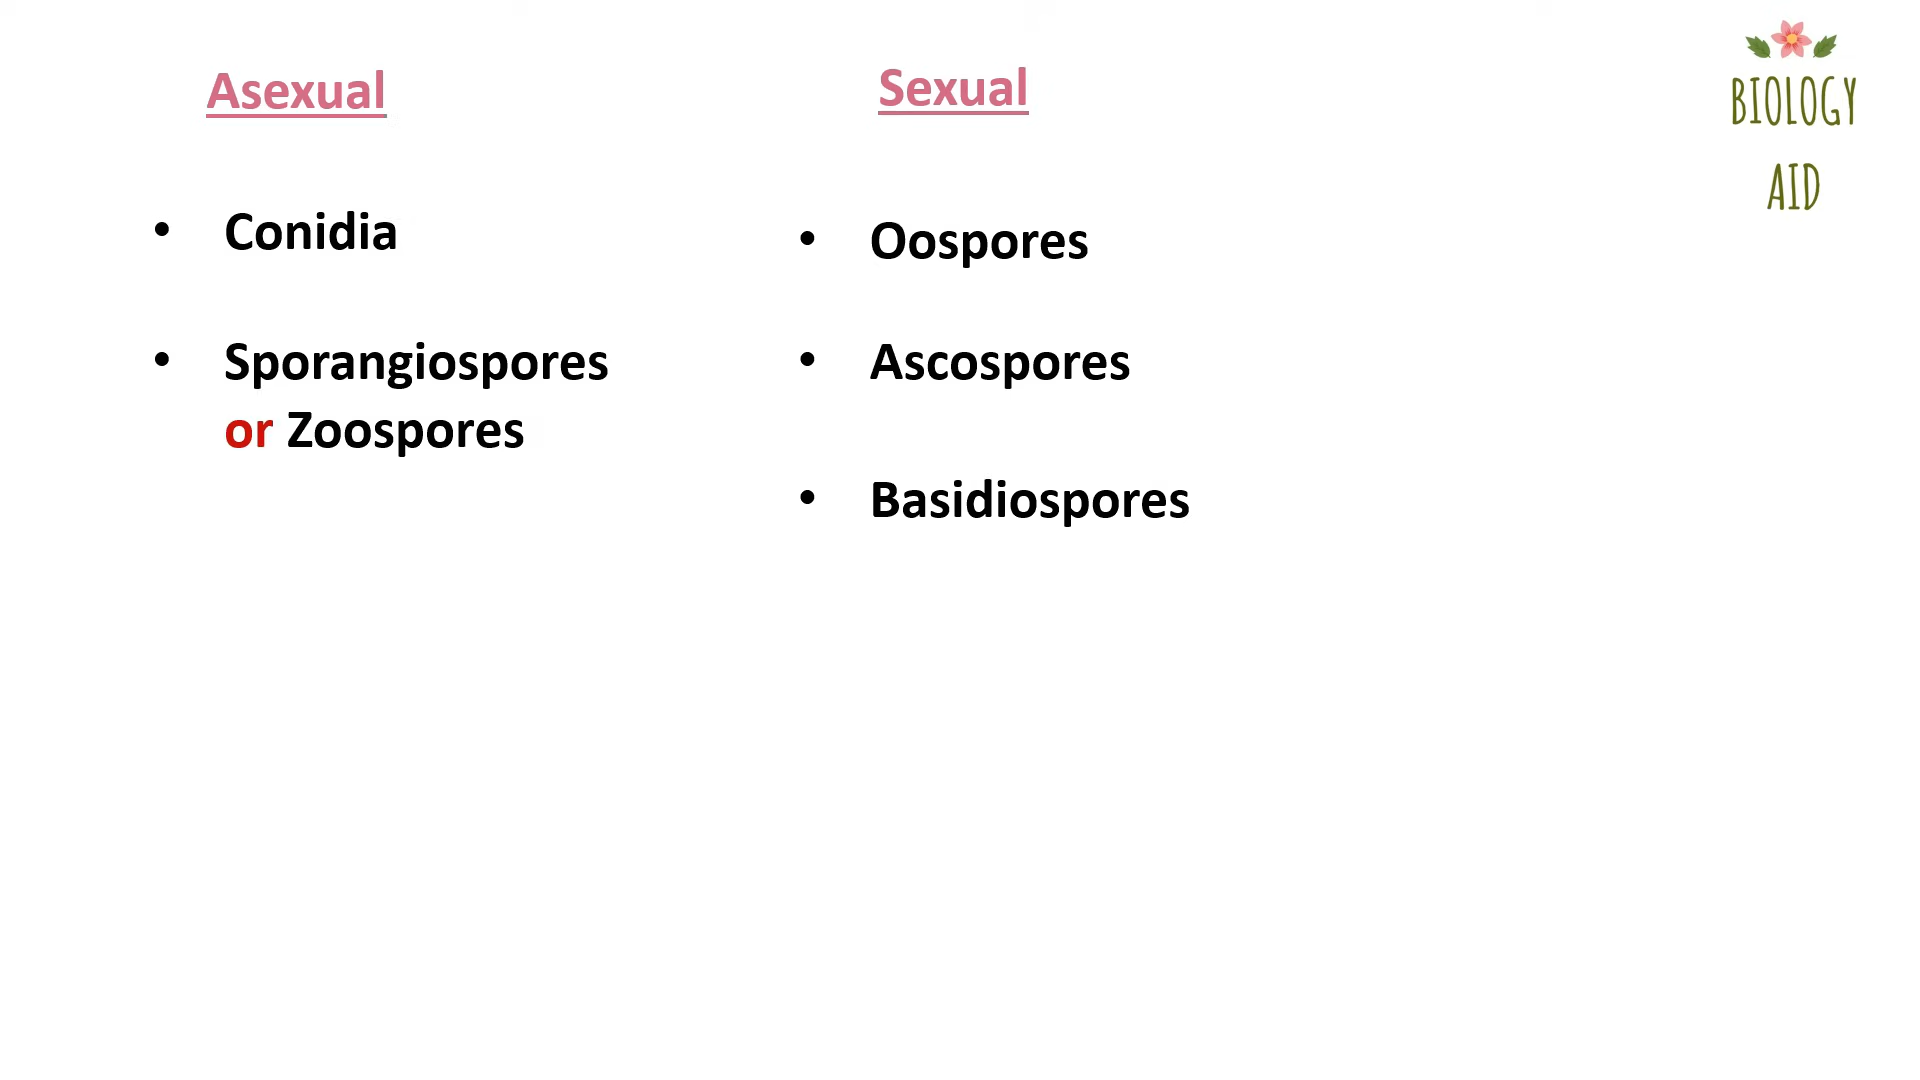 Asexual
Conidia
Sporangiospores
or Zoospores
Sexual
Oospores
Ascospores
Basidiospores
BIOLOGY
AID